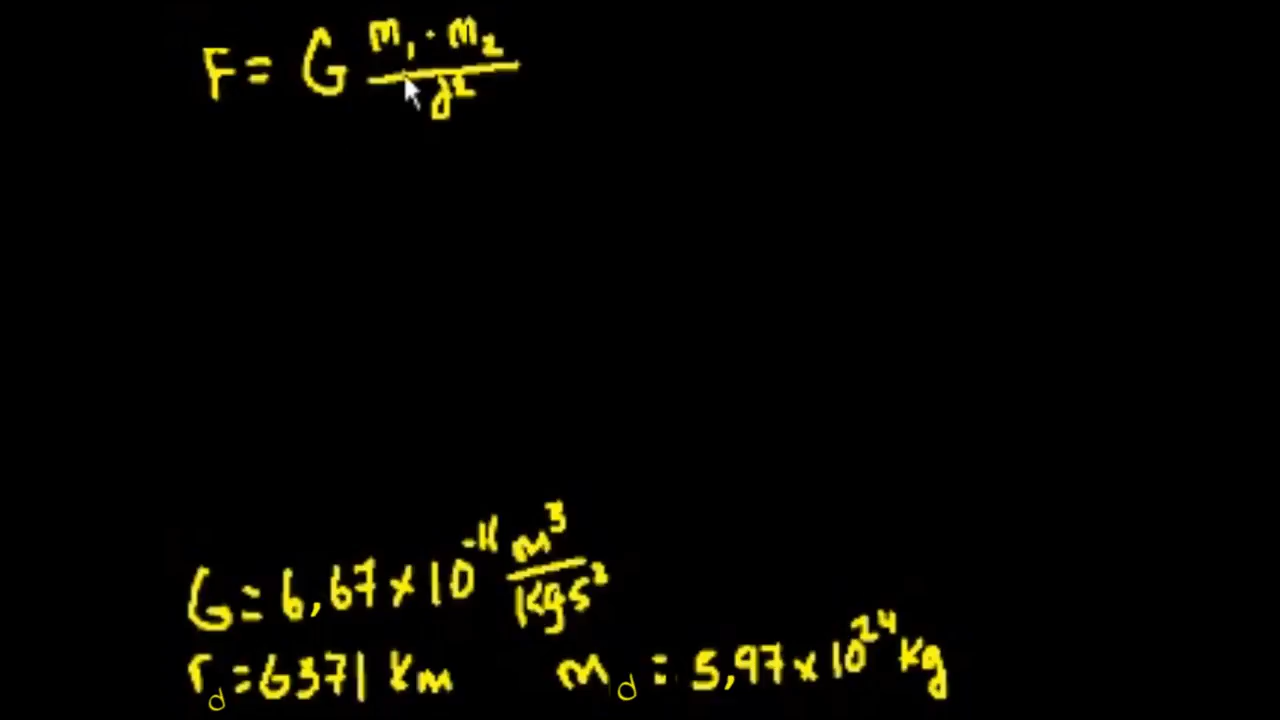 F = G m₁ · m₂ / d²
G = 6,67 × 10⁻¹¹ m³ / kg s²
r_d = 6371 km m_d = 5,97 × 10²⁴ kg